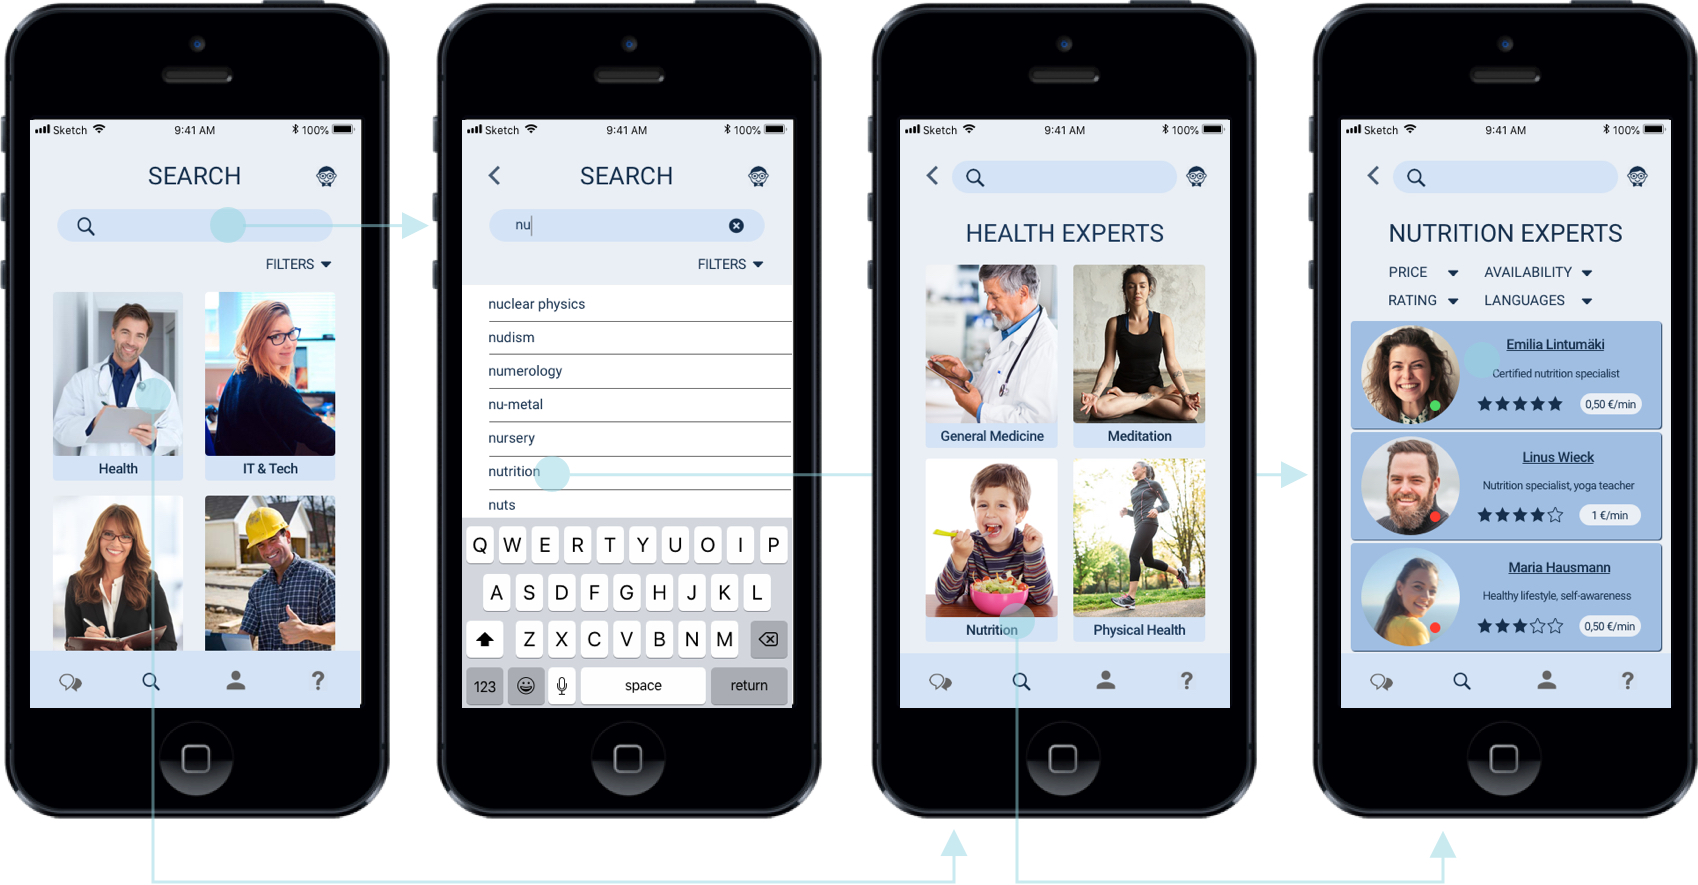 Sketch 9:41 AM 100%
SEARCH
FILTERS
Health
IT & Tech
Sketch 9:41 AM 100%
SEARCH
nu
FILTERS
nuclear physics
nudism
numerology
nu-metal
nursery
nutrition
nuts
Q W E R T Y U O I P
A S D F G H J K L
Z X C V B N M
123 space return
Sketch 9:41 AM 100%
HEALTH EXPERTS
General Medicine
Meditation
Nutrition
Physical Health
?
Sketch 9:41 AM 100%
NUTRITION EXPERTS
PRICE AVAILABILITY
RATING LANGUAGES
Emilia Lintumäki
Certified nutrition specialist
0,50 €/min
Linus Wieck
Nutrition specialist, yoga teacher
1 €/min
Maria Hausmann
Healthy lifestyle, self-awareness
0,50 €/min
?